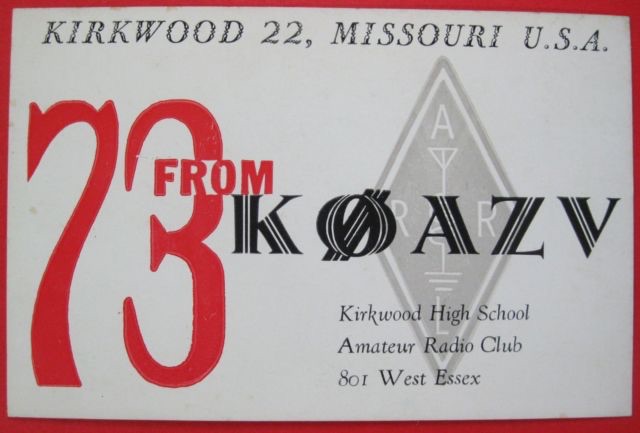 KIRKWOOD 22, MISSOURI U.S.A.
73
FROM
KØAZV
A
R R
L
Kirkwood High School
Amateur Radio Club
801 West Essex